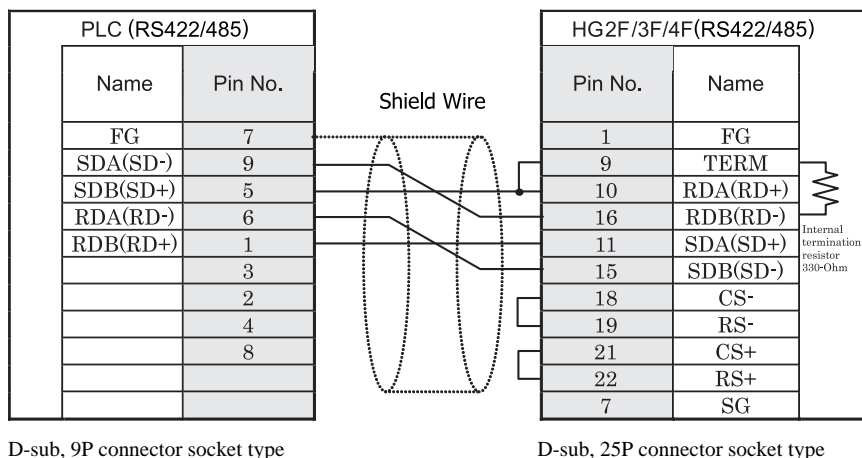 PLC (RS422/485)
HG2F/3F/4F(RS422/485)
Name Pin No.
Shield Wire
Pin No. Name
FG 7
1 FG
SDA(SD-) 9
9 TERM
SDB(SD+) 5
10 RDA(RD+)
RDA(RD-) 6
16 RDB(RD-)
RDB(RD+) 1
11 SDA(SD+)
3
15 SDB(SD-)
2
18 CS-
4
19 RS-
8
21 CS+
22 RS+
7 SG
Internal
termination
resistor
330-Ohm
D-sub, 9P connector socket type
D-sub, 25P connector socket type